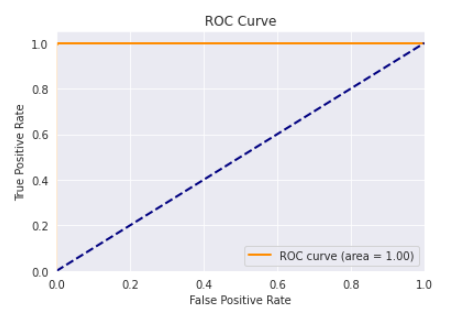 ROC Curve
True Positive Rate
1.0
0.8
0.6
0.4
0.2
0.0
ROC curve (area = 1.00)
0.0 0.2 0.4 0.6 0.8 1.0
False Positive Rate